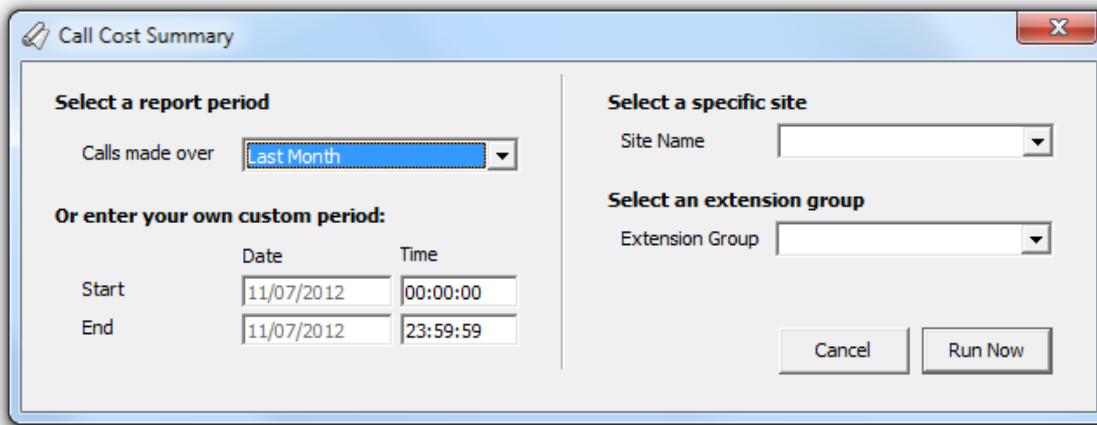 Call Cost Summary
Select a report period
Calls made over Last Month
Or enter your own custom period:
Date Time
Start 11/07/2012 00:00:00
End 11/07/2012 23:59:59
Select a specific site
Site Name
Select an extension group
Extension Group
Cancel Run Now